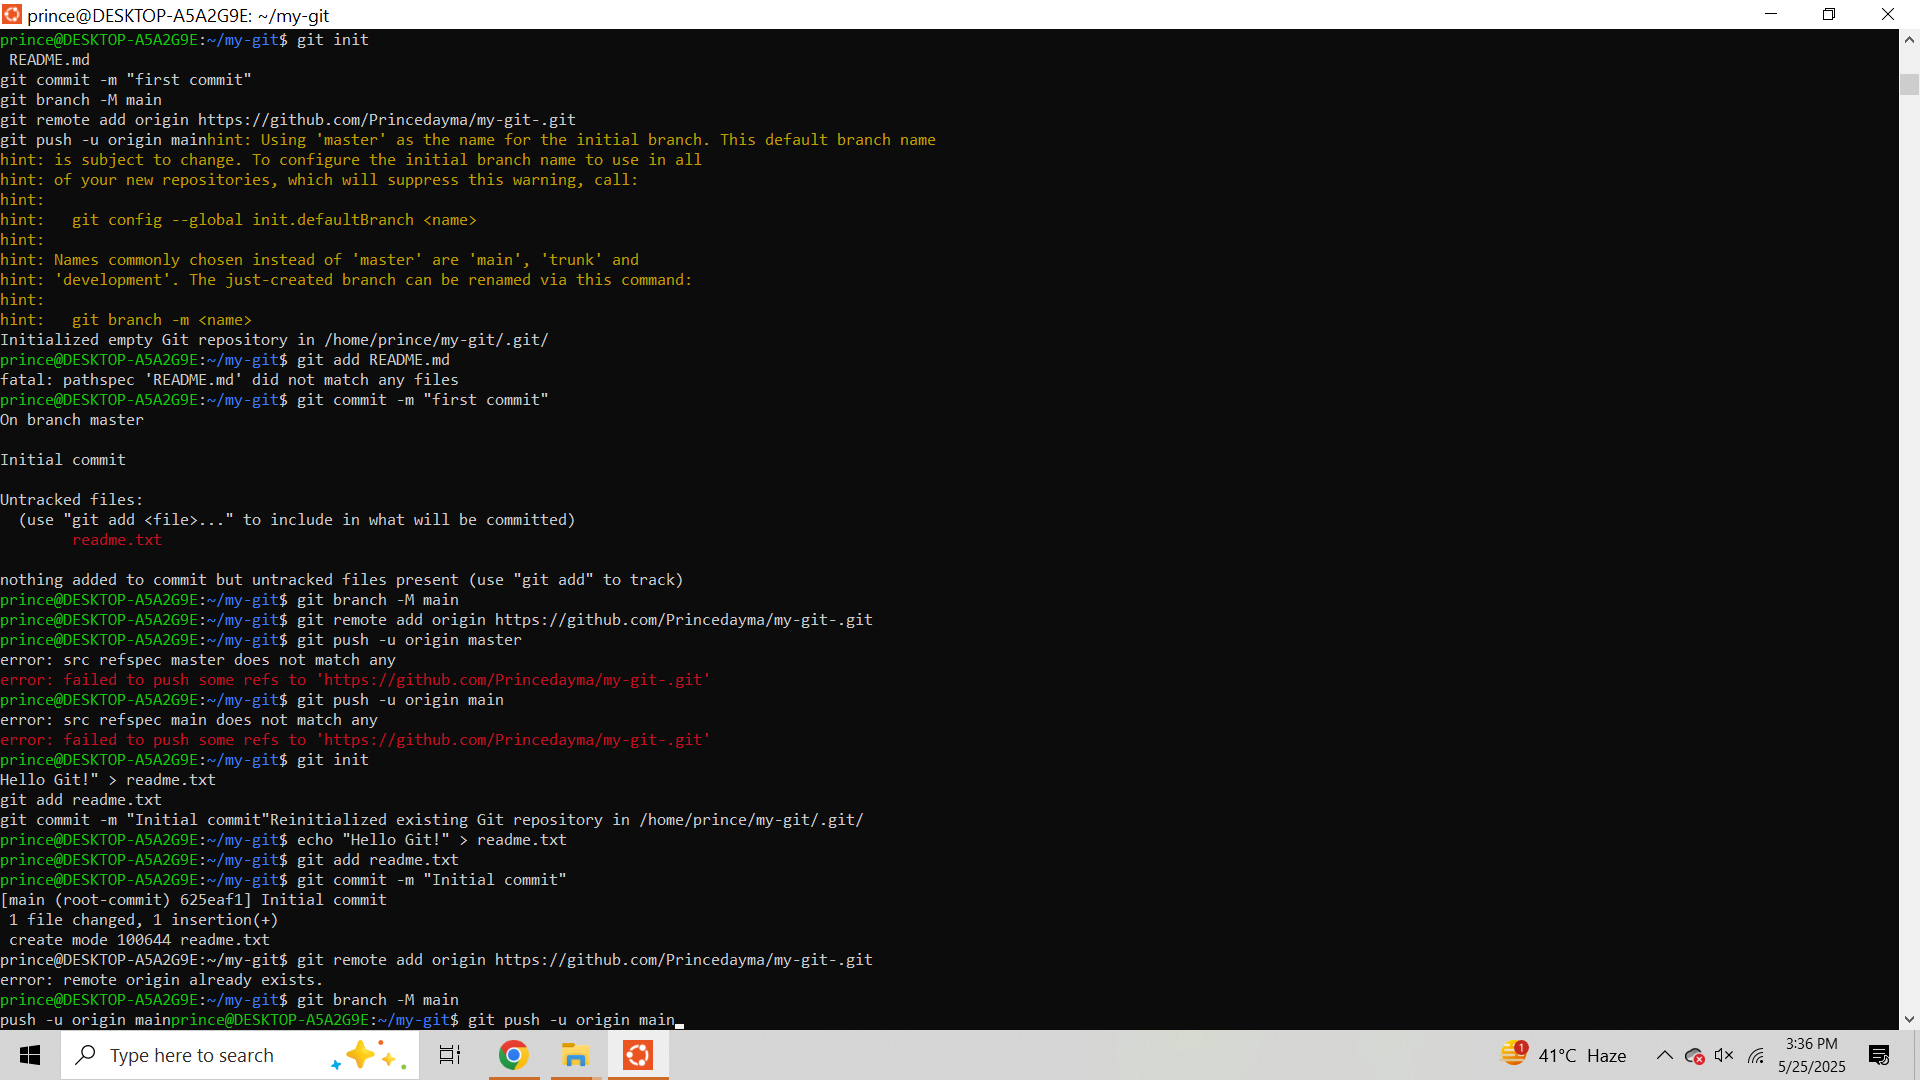 prince@DESKTOP-A5A2G9E: ~/my-git
prince@DESKTOP-A5A2G9E:~/my-git$ git init
 README.md
git commit -m "first commit"
git branch -M main
git remote add origin https://github.com/Princedayma/my-git-.git
git push -u origin mainhint: Using 'master' as the name for the initial branch. This default branch name
hint: is subject to change. To configure the initial branch name to use in all
hint: of your new repositories, which will suppress this warning, call:
hint:
hint:   git config --global init.defaultBranch <name>
hint:
hint: Names commonly chosen instead of 'master' are 'main', 'trunk' and
hint: 'development'. The just-created branch can be renamed via this command:
hint:
hint:   git branch -m <name>
Initialized empty Git repository in /home/prince/my-git/.git/
prince@DESKTOP-A5A2G9E:~/my-git$ git add README.md
fatal: pathspec 'README.md' did not match any files
prince@DESKTOP-A5A2G9E:~/my-git$ git commit -m "first commit"
On branch master

Initial commit

Untracked files:
  (use "git add <file>..." to include in what will be committed)
        readme.txt

nothing added to commit but untracked files present (use "git add" to track)
prince@DESKTOP-A5A2G9E:~/my-git$ git branch -M main
prince@DESKTOP-A5A2G9E:~/my-git$ git remote add origin https://github.com/Princedayma/my-git-.git
prince@DESKTOP-A5A2G9E:~/my-git$ git push -u origin master
error: src refspec master does not match any
error: failed to push some refs to 'https://github.com/Princedayma/my-git-.git'
prince@DESKTOP-A5A2G9E:~/my-git$ git push -u origin main
error: src refspec main does not match any
error: failed to push some refs to 'https://github.com/Princedayma/my-git-.git'
prince@DESKTOP-A5A2G9E:~/my-git$ git init
Hello Git!" > readme.txt
git add readme.txt
git commit -m "Initial commit"Reinitialized existing Git repository in /home/prince/my-git/.git/
prince@DESKTOP-A5A2G9E:~/my-git$ echo "Hello Git!" > readme.txt
prince@DESKTOP-A5A2G9E:~/my-git$ git add readme.txt
prince@DESKTOP-A5A2G9E:~/my-git$ git commit -m "Initial commit"
[main (root-commit) 625eaf1] Initial commit
 1 file changed, 1 insertion(+)
 create mode 100644 readme.txt
prince@DESKTOP-A5A2G9E:~/my-git$ git remote add origin https://github.com/Princedayma/my-git-.git
error: remote origin already exists.
prince@DESKTOP-A5A2G9E:~/my-git$ git branch -M main
push -u origin mainprince@DESKTOP-A5A2G9E:~/my-git$ git push -u origin main
Type here to search
1
41°C Haze
3:36 PM
5/25/2025